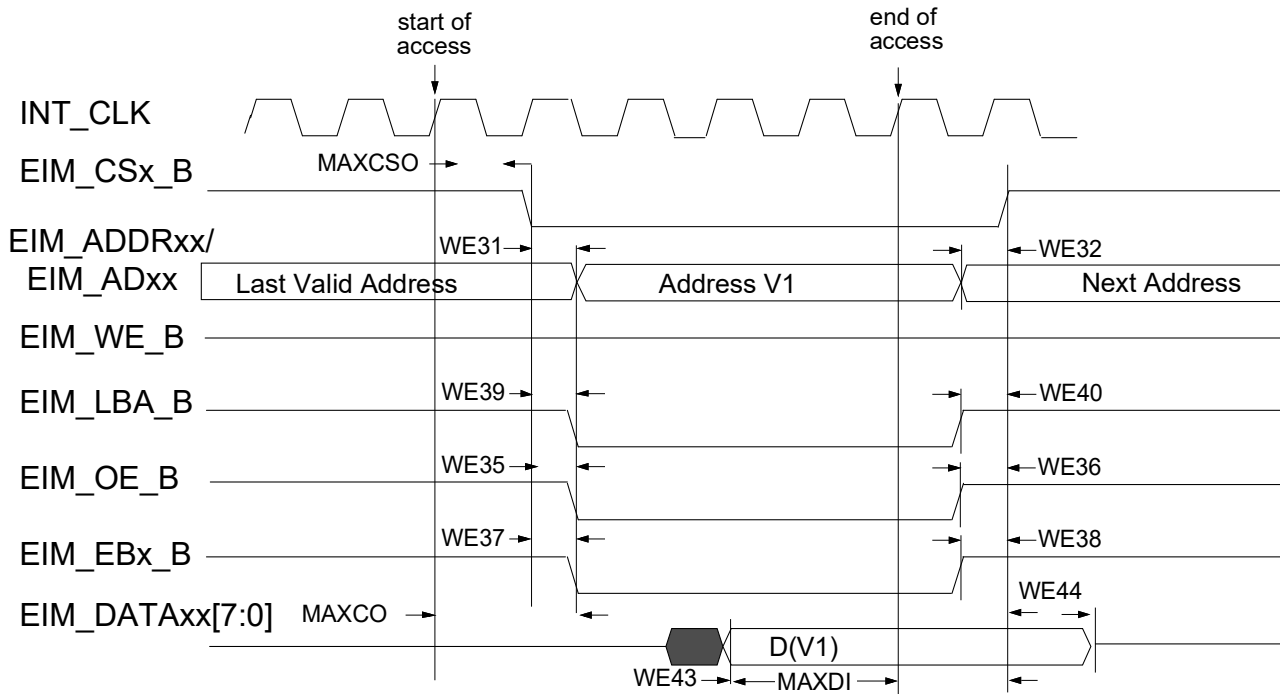 start of
access
end of
access
INT_CLK
MAXCSO
EIM_CSx_B
EIM_ADDRxx/
EIM_ADxx
WE31
WE32
Last Valid Address
Address V1
Next Address
EIM_WE_B
WE39
WE40
EIM_LBA_B
WE35
WE36
EIM_OE_B
WE37
WE38
EIM_EBx_B
WE44
EIM_DATAxx[7:0]
MAXCO
D(V1)
WE43
MAXDI